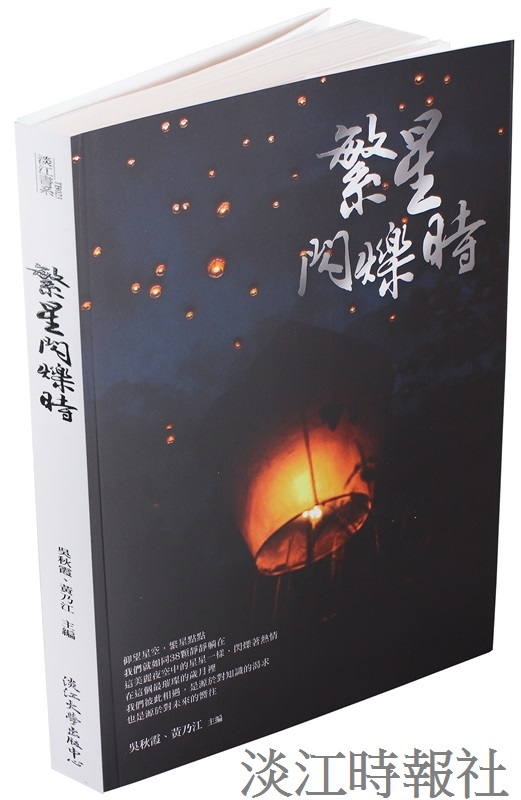 繁星
閃爍時
仰望星空，繁星點點
我們就如同38顆靜靜躺在
這美麗夜空中的星星一樣，閃爍著熱情
在這個最璀璨的歲月裡
我們彼此相遇，是源於對知識的渴求
也是源於對未來的嚮往
吳秋霞、黃乃江 主編
淡江書系
繁星閃爍時
吳秋霞、黃乃江 主編
淡江大學出版中心
淡江時報社